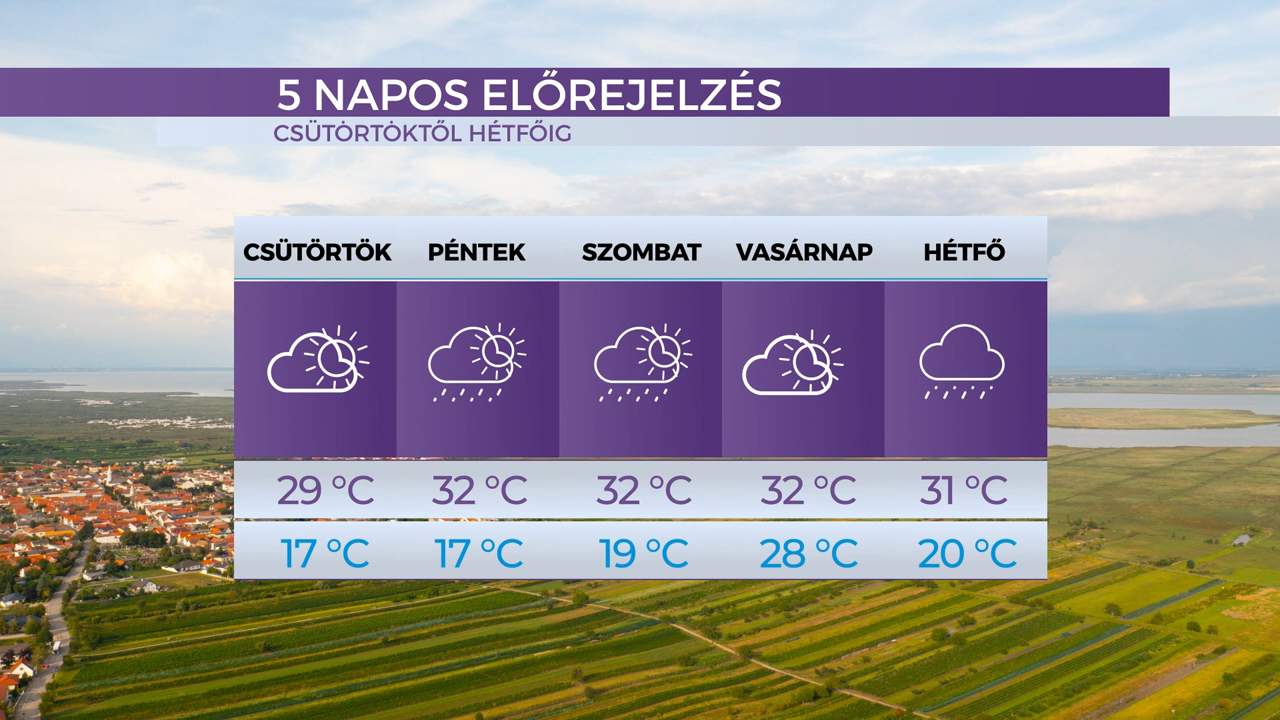 5 NAPOS ELŐREJELZÉS
CSÜTÖRTÖKTŐL HÉTFŐIG
CSÜTÖRTÖK PÉNTEK SZOMBAT VASÁRNAP HÉTFŐ
29 °C 32 °C 32 °C 32 °C 31 °C
17 °C 17 °C 19 °C 28 °C 20 °C